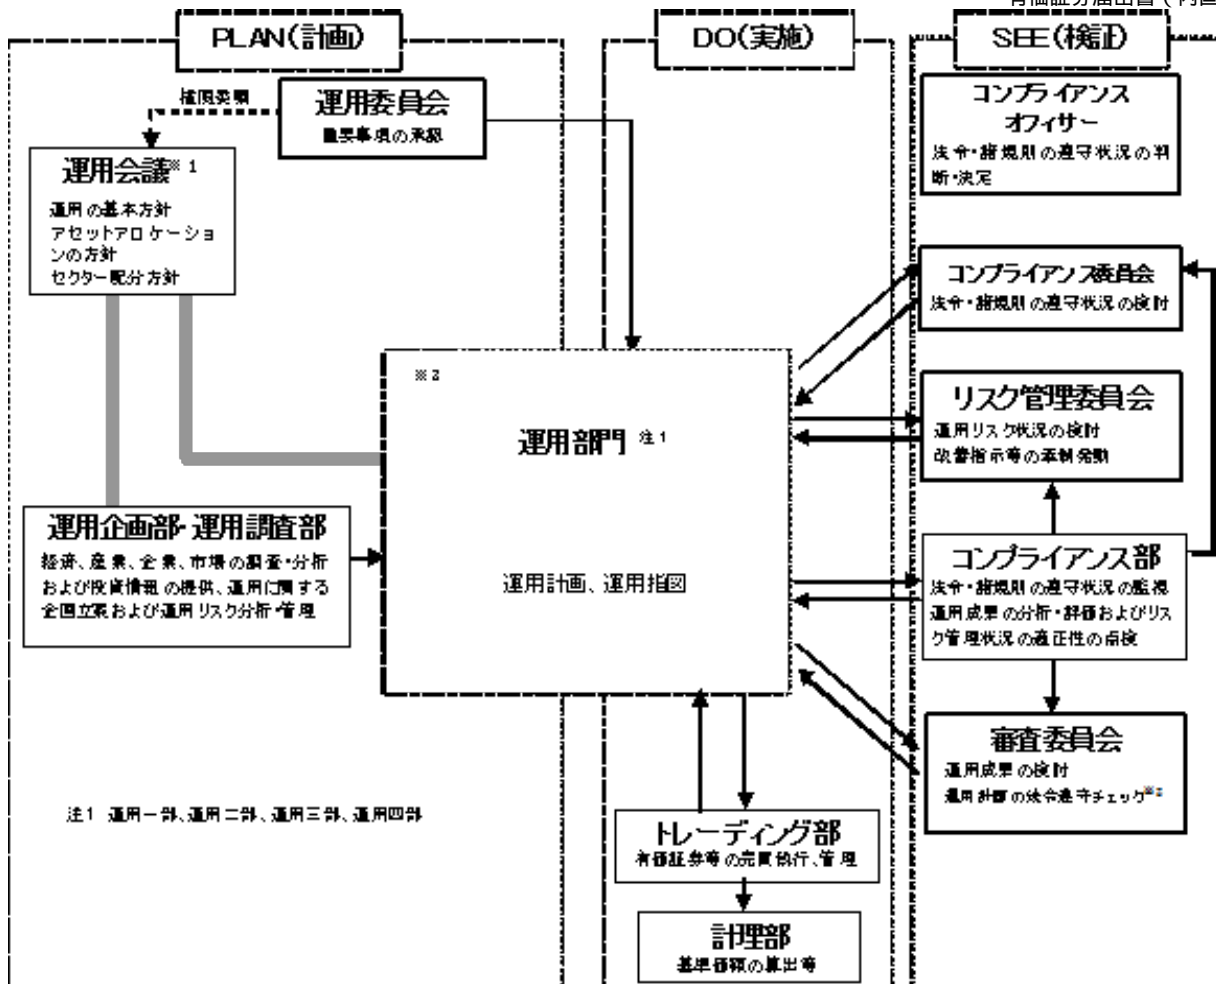 有価証券届出書（内国
PLAN(計画)
DO(実施)
SEE(検証)
権限委譲
運用委員会
重要事項の承認
運用会議※1
運用の基本方針
アセットアロケーショ
ンの方針
セクター配分方針
コンプライアンス
オフィサー
法令・諸規則の遵守状況の判
断・決定
コンプライアンス委員会
法令・諸規則の遵守状況の検討
※2
運用部門 注1
運用計画、運用指図
リスク管理委員会
運用リスク状況の検討
改善指示等の牽制発動
運用企画部・運用調査部
経済、産業、企業、市場の調査・分析
および投資情報の提供、運用に関する
企画立案および運用リスク分析・管理
コンプライアンス部
法令・諸規則の遵守状況の監視
運用成果の分析・評価およびリス
ク管理状況の適正性の点検
審査委員会
運用成果の検討
運用計画の法令遵守チェック
注1 運用一部、運用二部、運用三部、運用四部
トレーディング部
有価証券等の売買執行、管理
計理部
基準価額の算出等